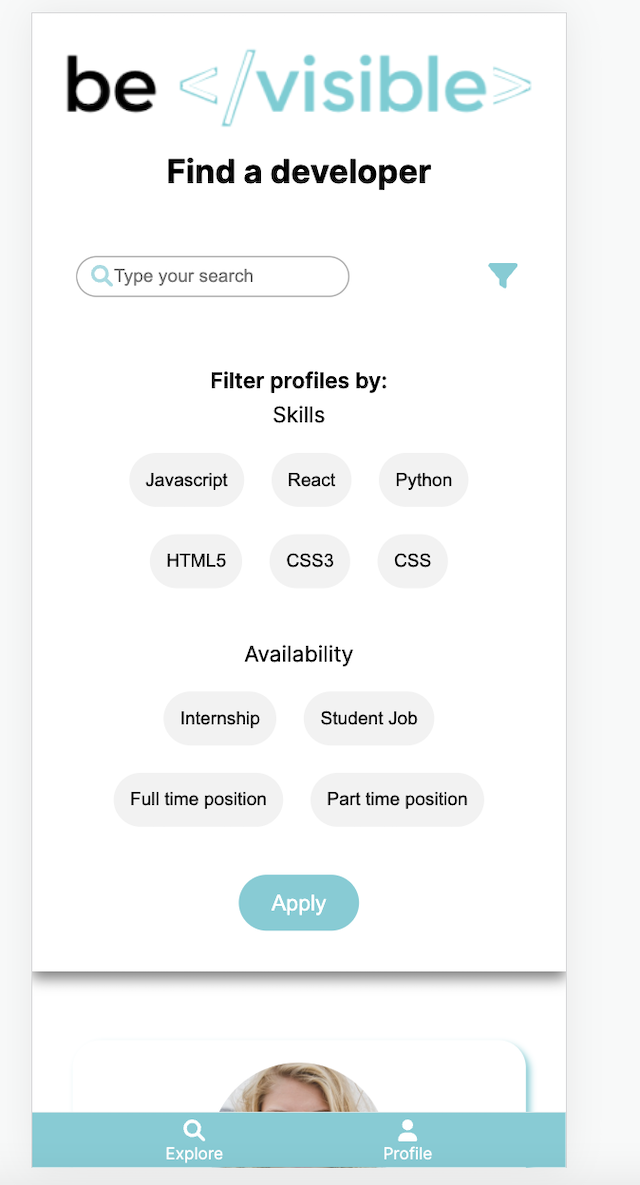 be </visible>
Find a developer
Type your search
Filter profiles by:
Skills
Javascript React Python
HTML5 CSS3 CSS
Availability
Internship Student Job
Full time position Part time position
Apply
Explore Profile